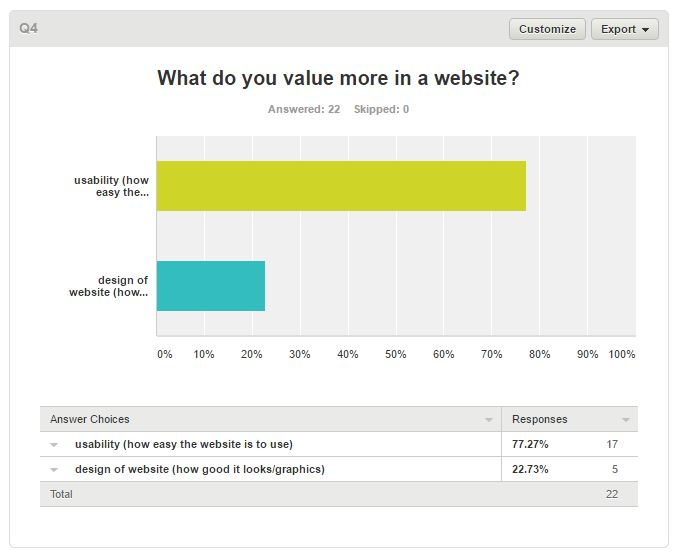 Q4
Customize
Export
What do you value more in a website?
Answered: 22 Skipped: 0
usability (how
easy the...
design of
website (how...
0% 10% 20% 30% 40% 50% 60% 70% 80% 90% 100%
Answer Choices Responses
usability (how easy the website is to use) 77.27% 17
design of website (how good it looks/graphics) 22.73% 5
Total 22